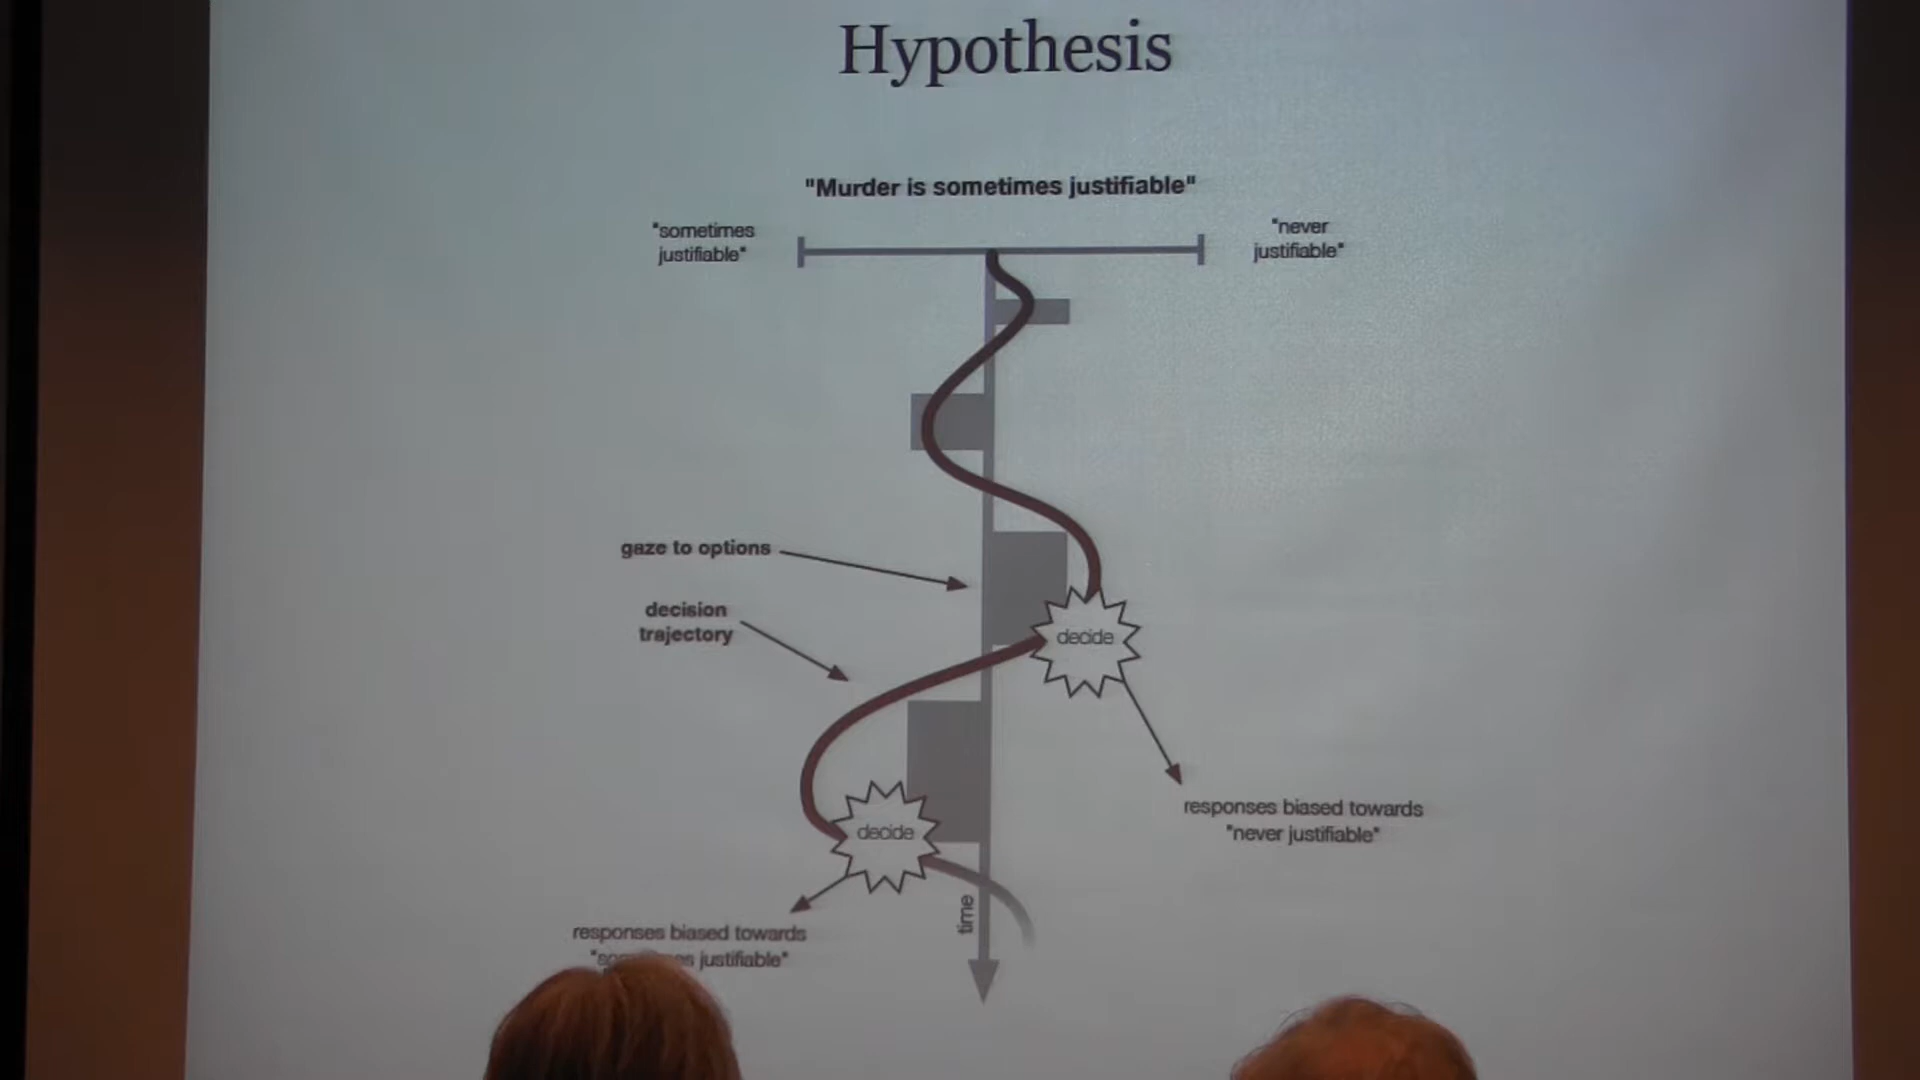 Hypothesis
"Murder is sometimes justifiable"
"sometimes
justifiable"
"never
justifiable"
gaze to options
decision
trajectory
decide
decide
responses biased towards
"never justifiable"
time
responses biased towards
justifiable"